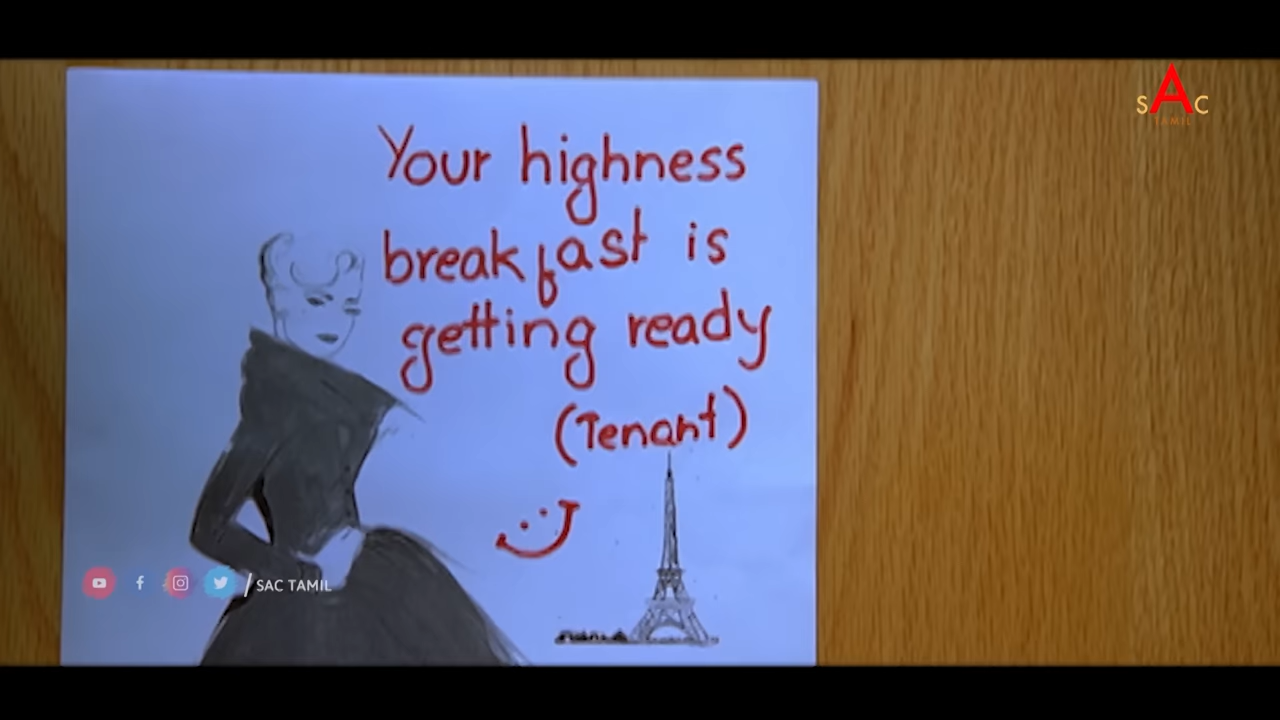 Your highness
breakfast is
getting ready
(Tenant)
SAC
TAMIL
SAC TAMIL